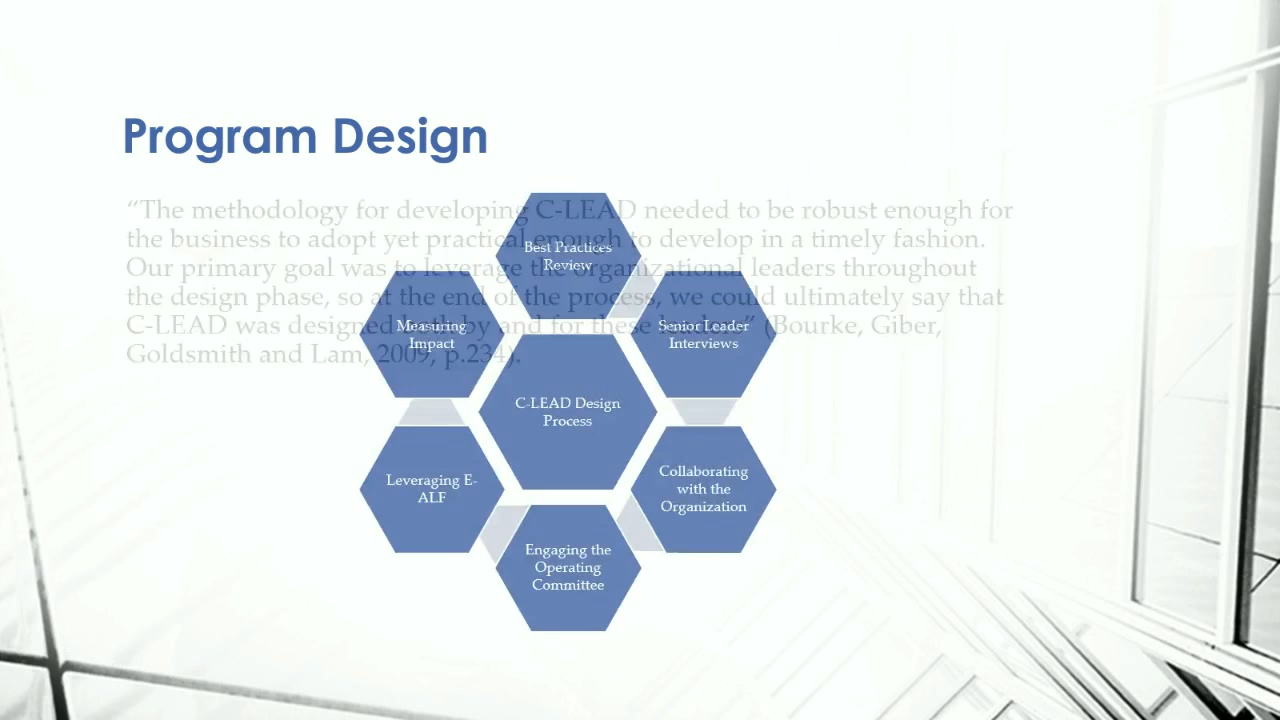 Program Design
“The methodology for developing C-LEAD needed to be robust enough for
the business to adopt yet practical enough to develop in a timely fashion.
Our primary goal was to leverage the organizational leaders throughout
the design phase, so at the end of the process, we could ultimately say that
C-LEAD was designed both by and for these leaders” (Bourke, Giber,
Goldsmith and Lam, 2009, p.234).
Best Practices
Review
Measuring
Impact
Senior Leader
Interviews
C-LEAD Design
Process
Leveraging E-
ALF
Collaborating
with the
Organization
Engaging the
Operating
Committee